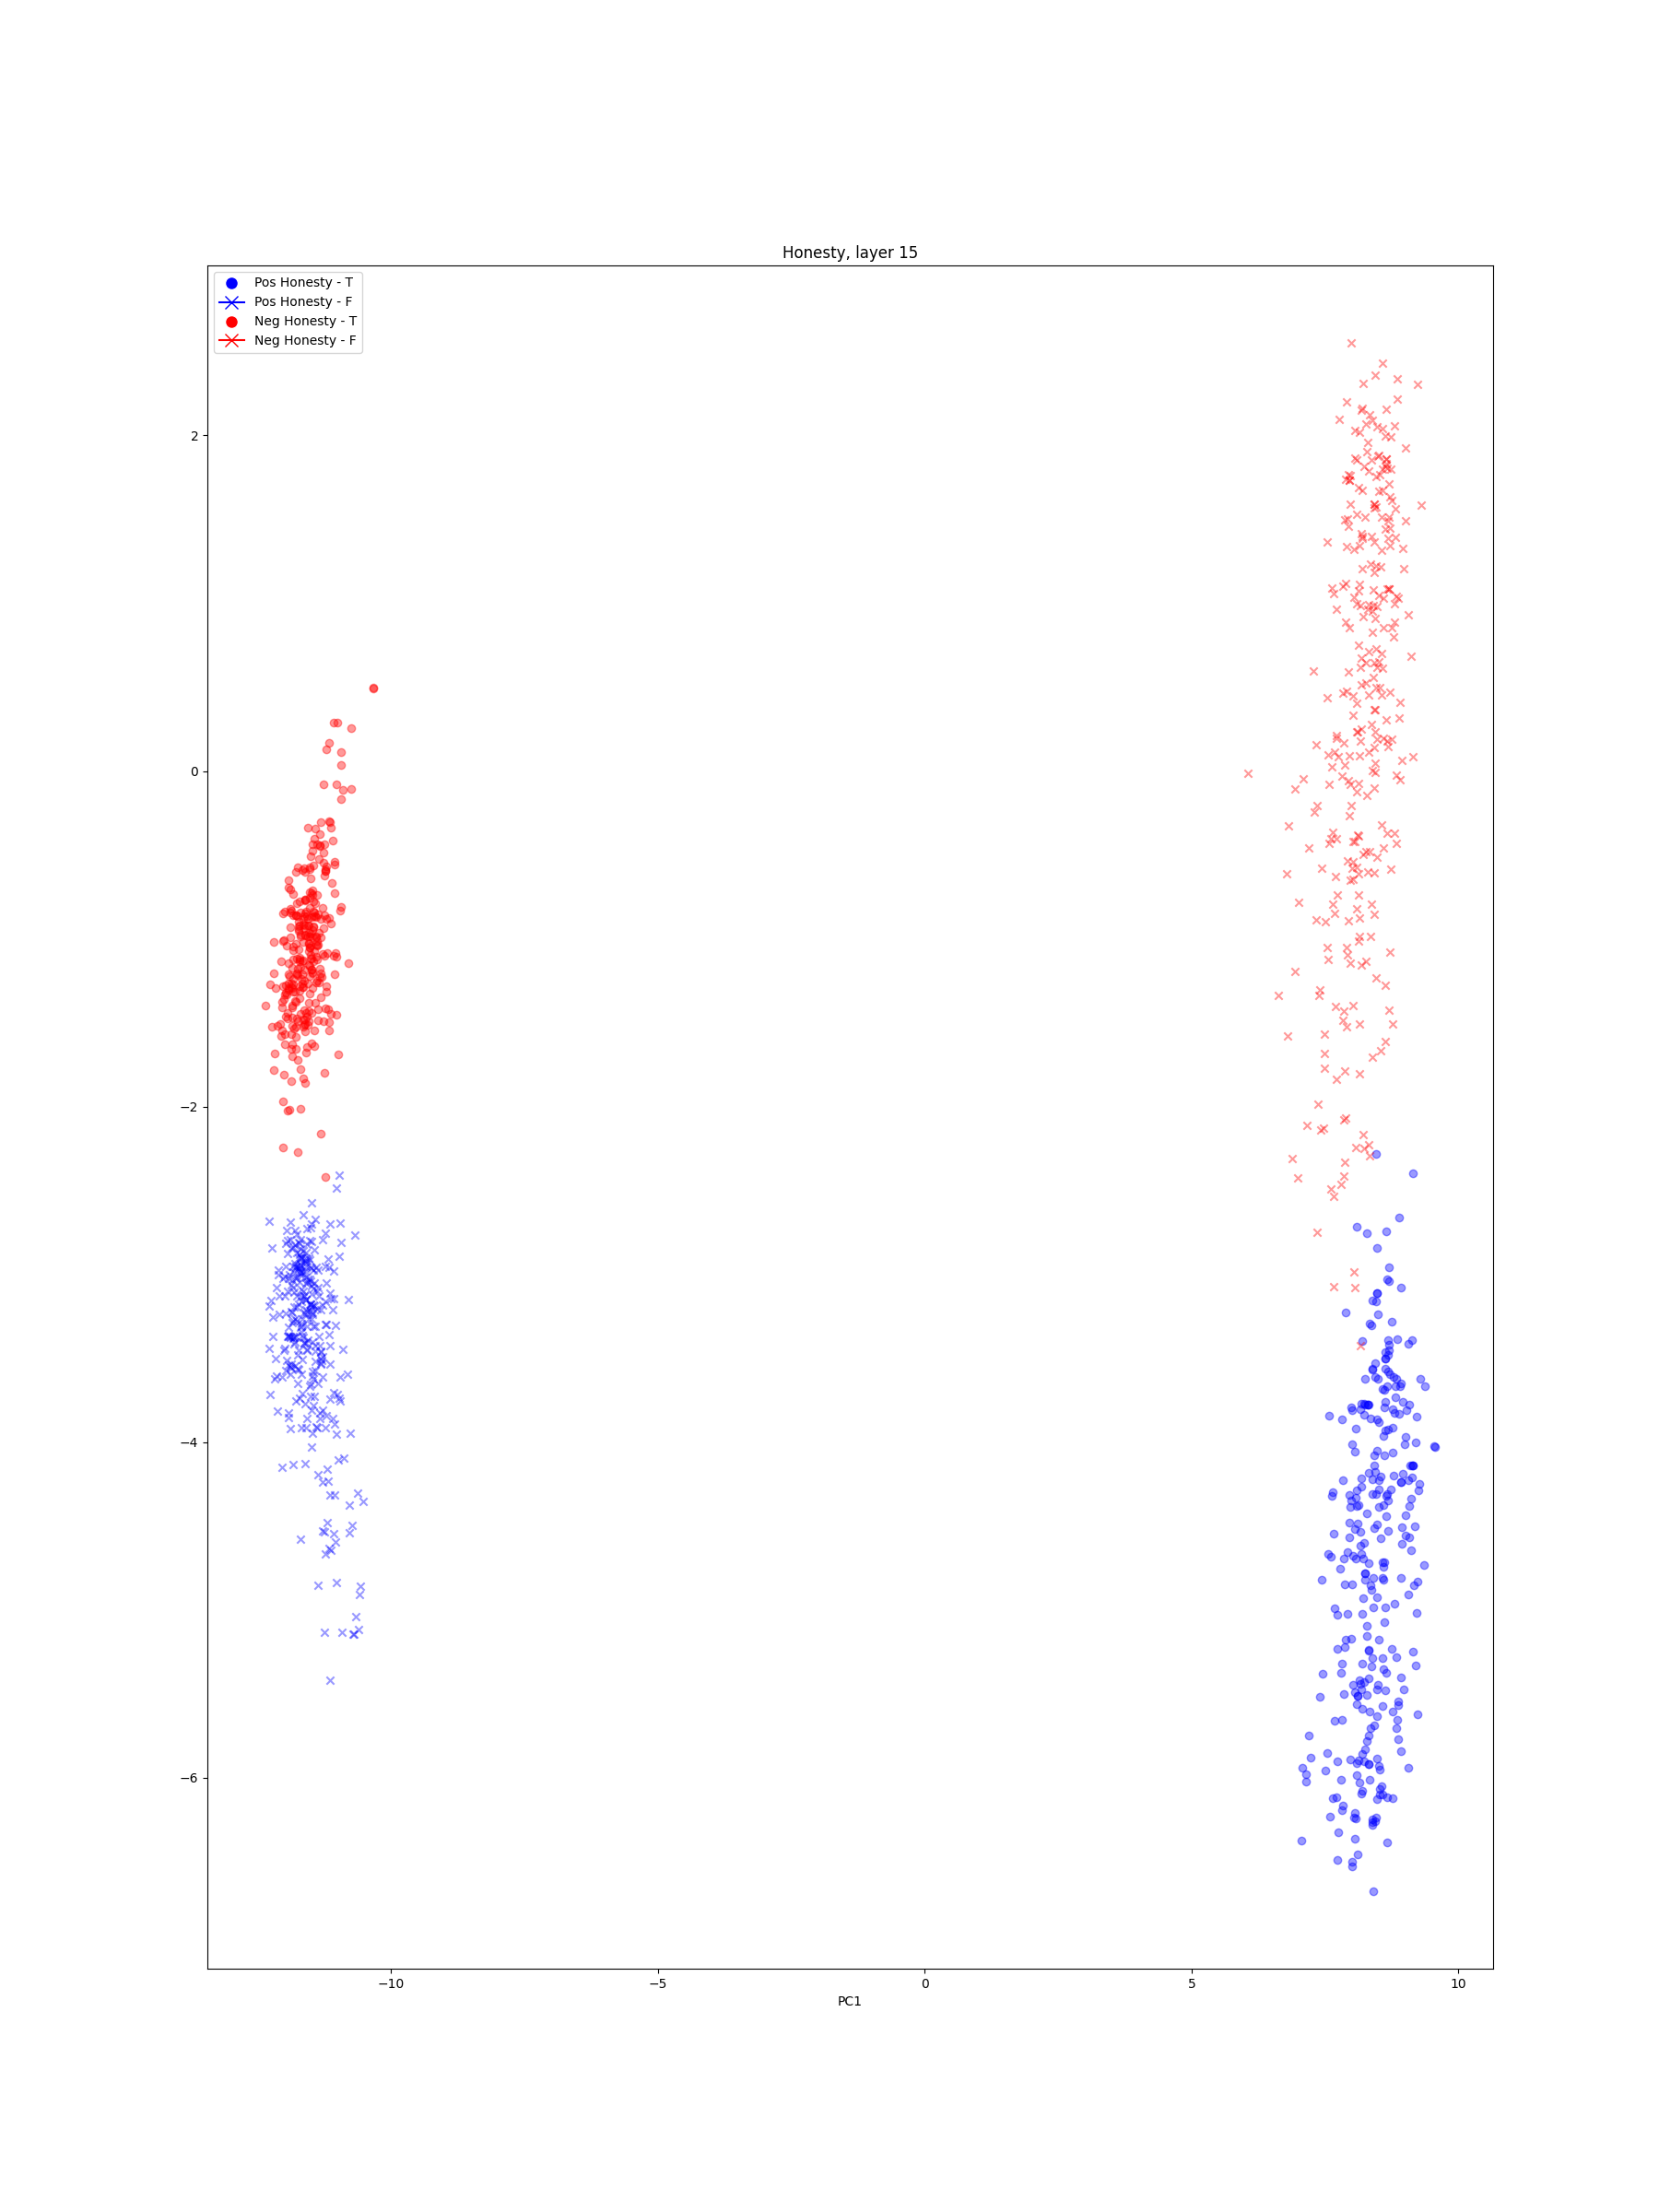 Honesty, layer 15
Pos Honesty - T
Pos Honesty - F
Neg Honesty - T
Neg Honesty - F
2
0
−2
−4
−6
−10
−5
0
5
10
PC1